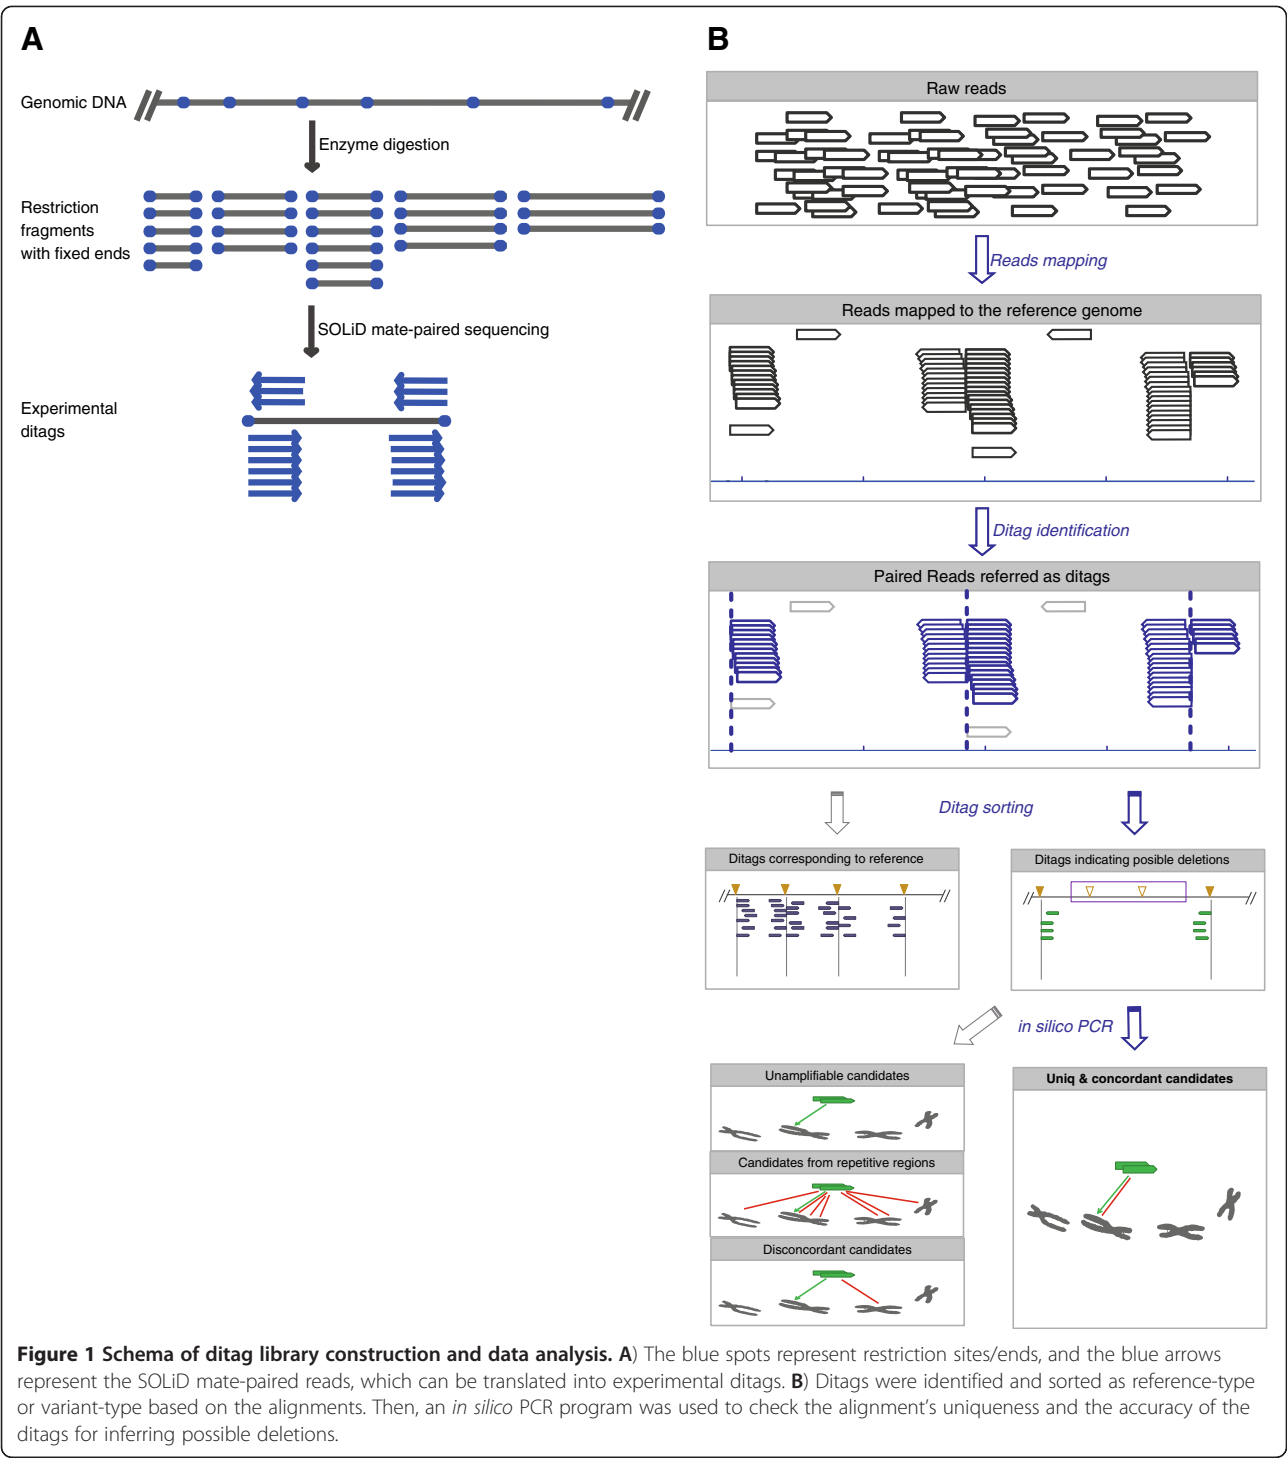 A
Genomic DNA
Enzyme digestion
Restriction
fragments
with fixed ends
SOLiD mate-paired sequencing
Experimental
ditags
B
Raw reads
Reads mapping
Reads mapped to the reference genome
Ditag identification
Paired Reads referred as ditags
Ditag sorting
Ditags corresponding to reference
Ditags indicating posible deletions
in silico PCR
Unamplifiable candidates
Uniq & concordant candidates
Candidates from repetitive regions
Disconcordant candidates
Figure 1 Schema of ditag library construction and data analysis. A) The blue spots represent restriction sites/ends, and the blue arrows
represent the SOLiD mate-paired reads, which can be translated into experimental ditags. B) Ditags were identified and sorted as reference-type
or variant-type based on the alignments. Then, an in silico PCR program was used to check the alignment’s uniqueness and the accuracy of the
ditags for inferring possible deletions.